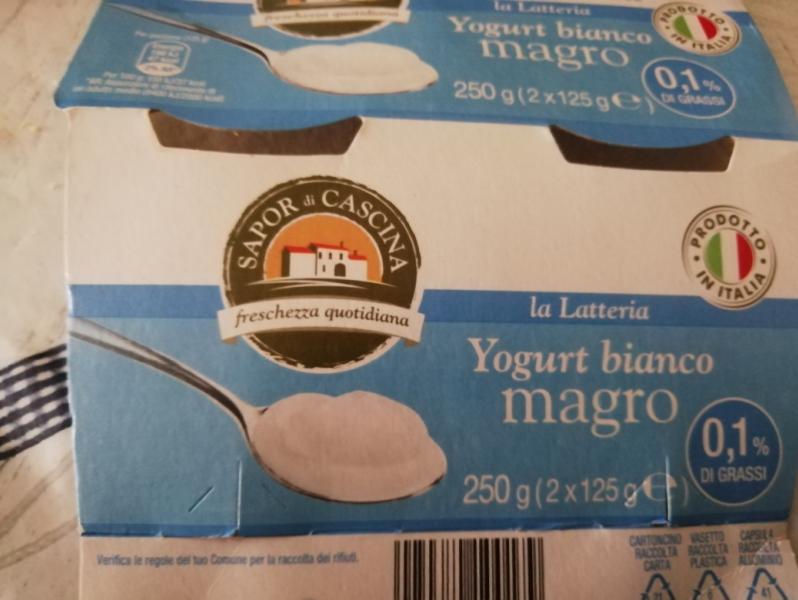 freschezza quotidiana
la Latteria
Yogurt bianco
magro
250 g (2 x 125 g ℮)
0,1%
DI GRASSI
PRODOTTO
IN ITALIA
SAPOR di CASCINA
freschezza quotidiana
PRODOTTO
IN ITALIA
la Latteria
Yogurt bianco
magro
0,1%
DI GRASSI
250 g (2 x 125 g ℮)
Verifica le regole del tuo Comune per la raccolta dei rifiuti.
CARTONCINO
RACCOLTA
CARTA
VASETTO
RACCOLTA
PLASTICA
CAPSULA
RACCOLTA
ALLUMINIO
21
6
41